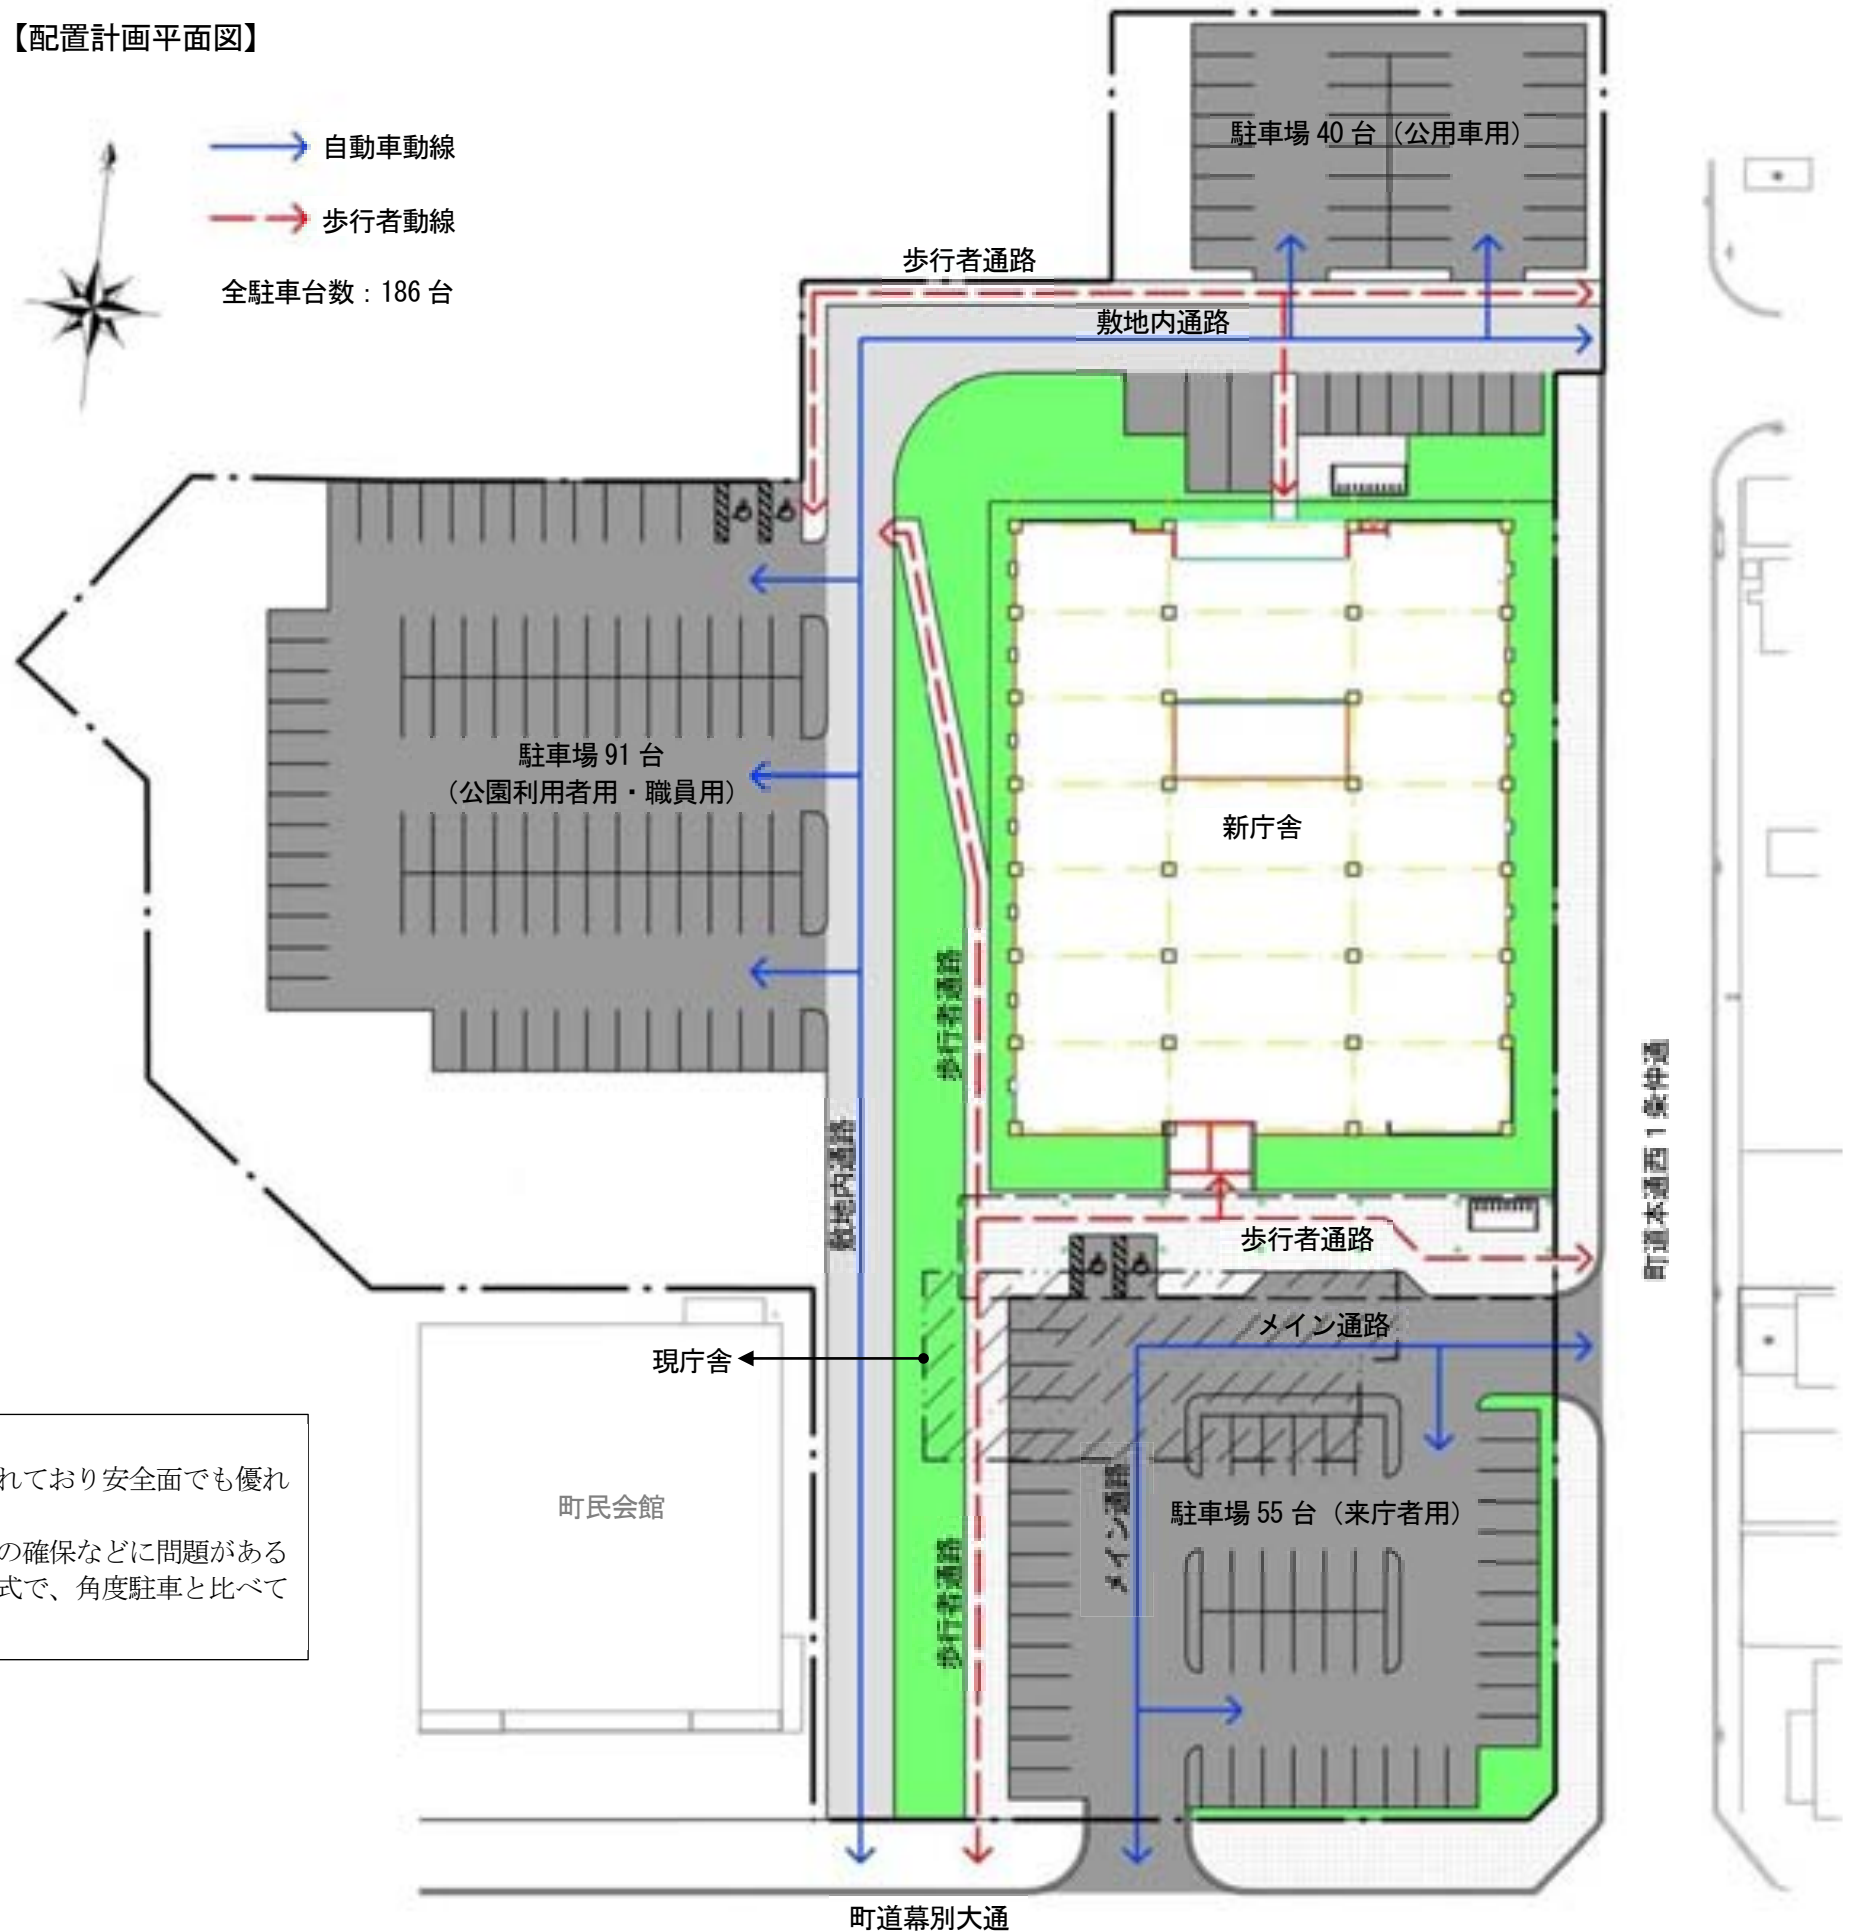 【配置計画平面図】
自動車動線
歩行者動線
全駐車台数：186 台
駐車場 40 台（公用車用）
歩行者通路
敷地内通路
駐車場 91 台
（公園利用者用・職員用）
新庁舎
歩行者通路
敷地内通路
町道本通西１条仲通
歩行者通路
メイン通路
現庁舎
れており安全面でも優れ
の確保などに問題がある
式で、角度駐車と比べて
町民会館
メイン通路
駐車場 55 台（来庁者用）
歩行者通路
町道幕別大通